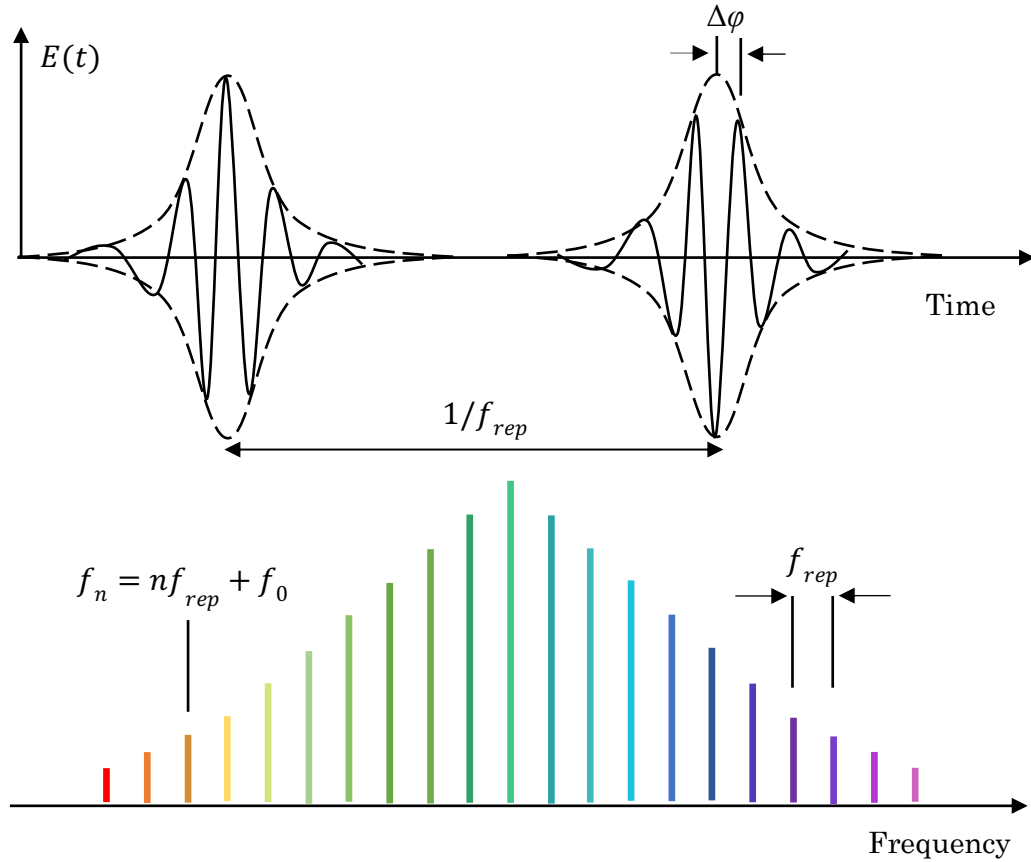 Δφ
E(t)
Time
1/f_rep
f_n = nf_rep + f_0
f_rep
Frequency